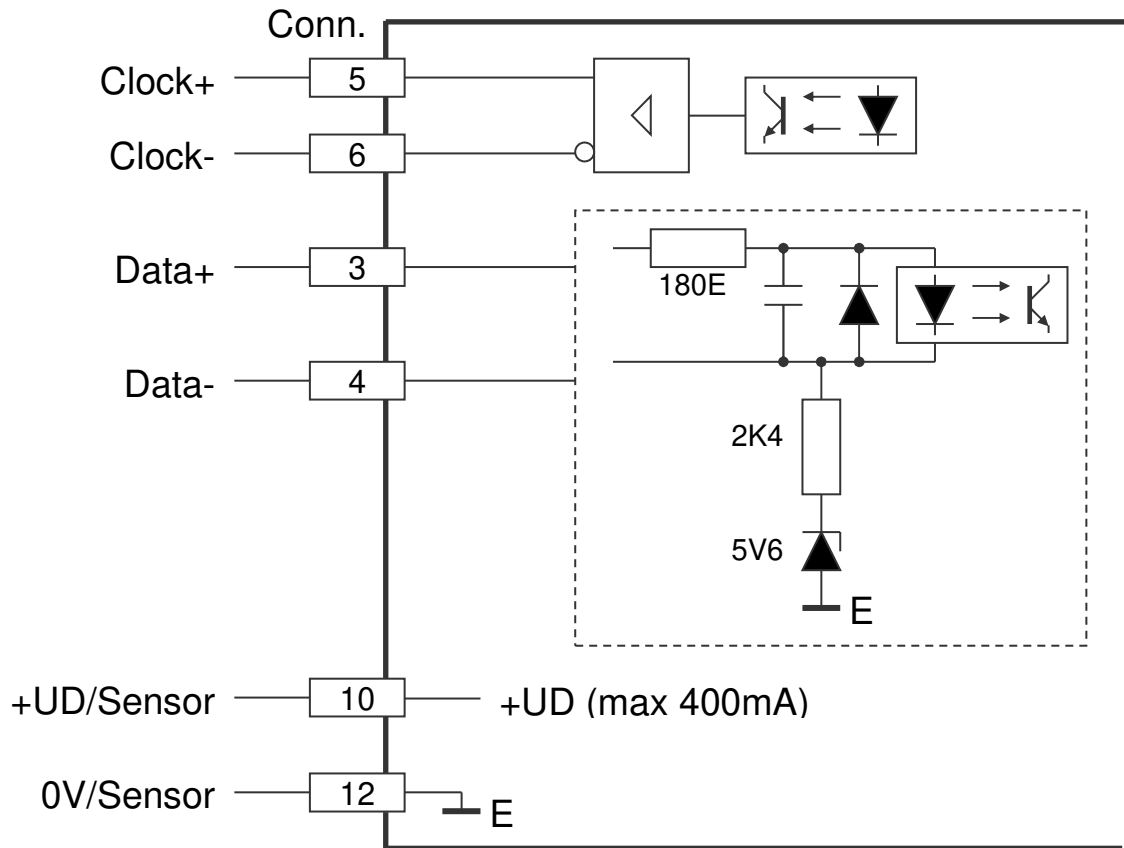 Conn.
Clock+ 5
Clock- 6
Data+ 3
180E
Data- 4
2K4
5V6
E
+UD/Sensor 10 +UD (max 400mA)
0V/Sensor 12 E